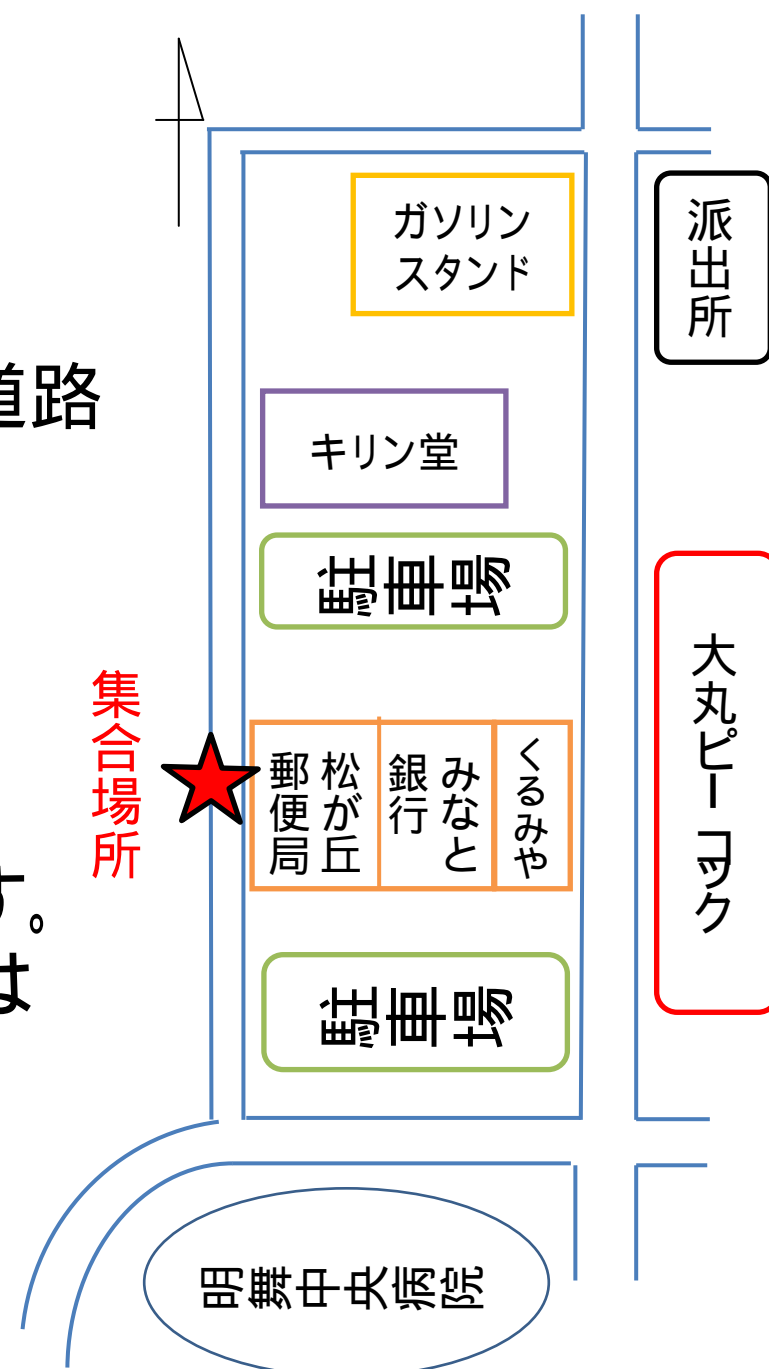 ガソリン
スタンド
派出所
道路
キリン堂
駐車場
集合場所
大丸ピーコック
松が丘
郵便局
みなと
銀行
くるみや
す。
は
駐車場
明舞中央病院